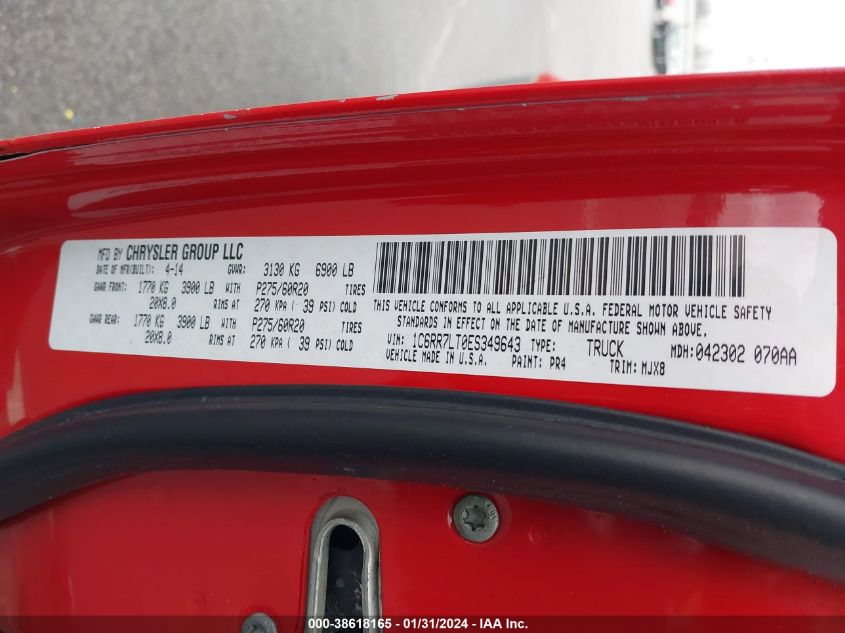 MFD BY CHRYSLER GROUP LLC
DATE OF MFR(BUILT): 4-14 GVWR: 3130 KG 6900 LB
GAWR FRONT: 1770 KG 3900 LB WITH P275/60R20 TIRES
20X8.0 RIMS AT 270 KPA ( 39 PSI) COLD
GAWR REAR: 1770 KG 3900 LB WITH P275/60R20 TIRES
20X8.0 RIMS AT 270 KPA ( 39 PSI) COLD
THIS VEHICLE CONFORMS TO ALL APPLICABLE U.S.A. FEDERAL MOTOR VEHICLE SAFETY
STANDARDS IN EFFECT ON THE DATE OF MANUFACTURE SHOWN ABOVE.
VIN: 1C6RR7LT0ES349643 TYPE: TRUCK MDH:042302 070AA
VEHICLE MADE IN U.S.A. PAINT: PR4 TRIM: MJX8
000-38618165 - 01/31/2024 - IAA Inc.